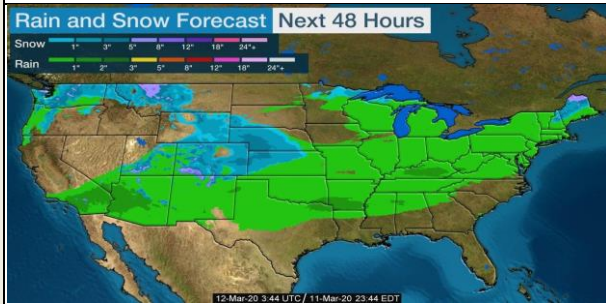 Rain and Snow Forecast Next 48 Hours
Snow
1" 3" 5" 8" 12" 18" 24"+
Rain
1" 2" 3" 5" 8" 12" 18" 24"+
12-Mar-20 3:44 UTC / 11-Mar-20 23:44 EDT